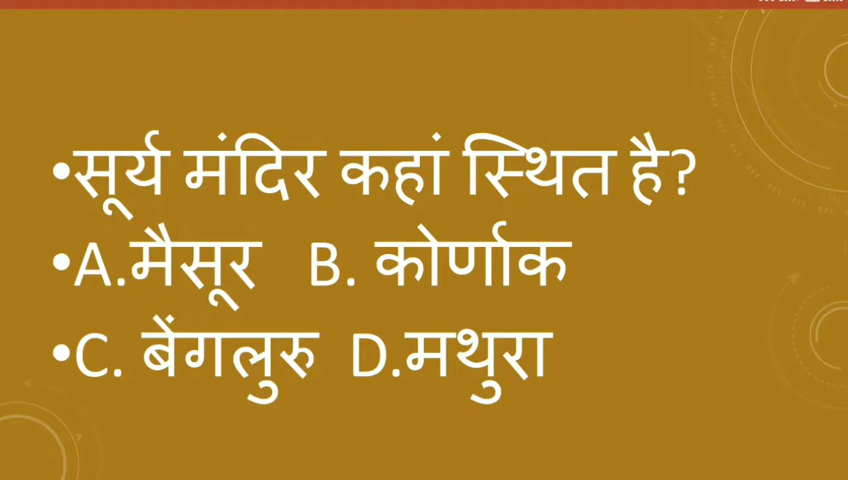 •सूर्य मंदिर कहां स्थित है?
•A.मैसूर B. कोर्णाक
•C. बेंगलुरु D.मथुरा